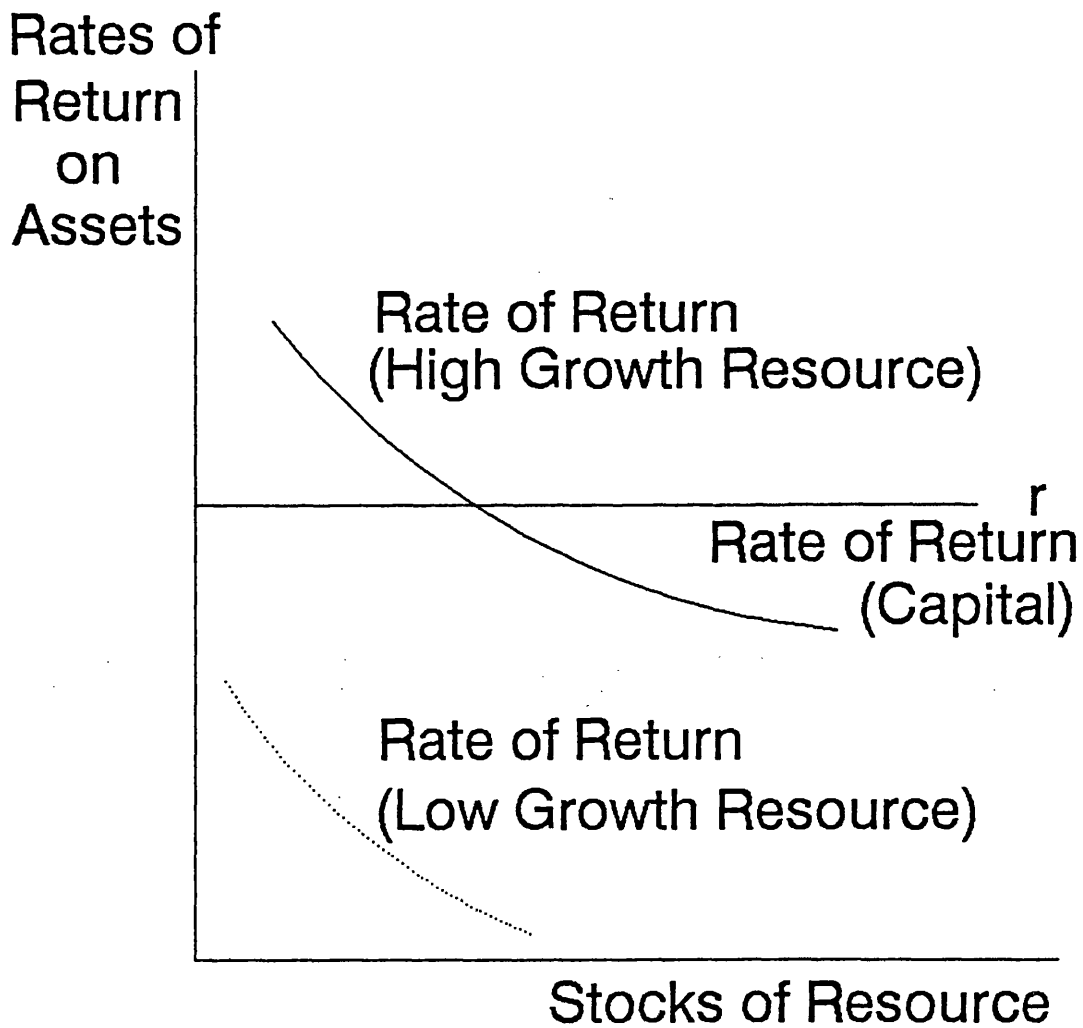 Rates of
Return
on
Assets
Rate of Return
(High Growth Resource)
r
Rate of Return
(Capital)
Rate of Return
(Low Growth Resource)
Stocks of Resource